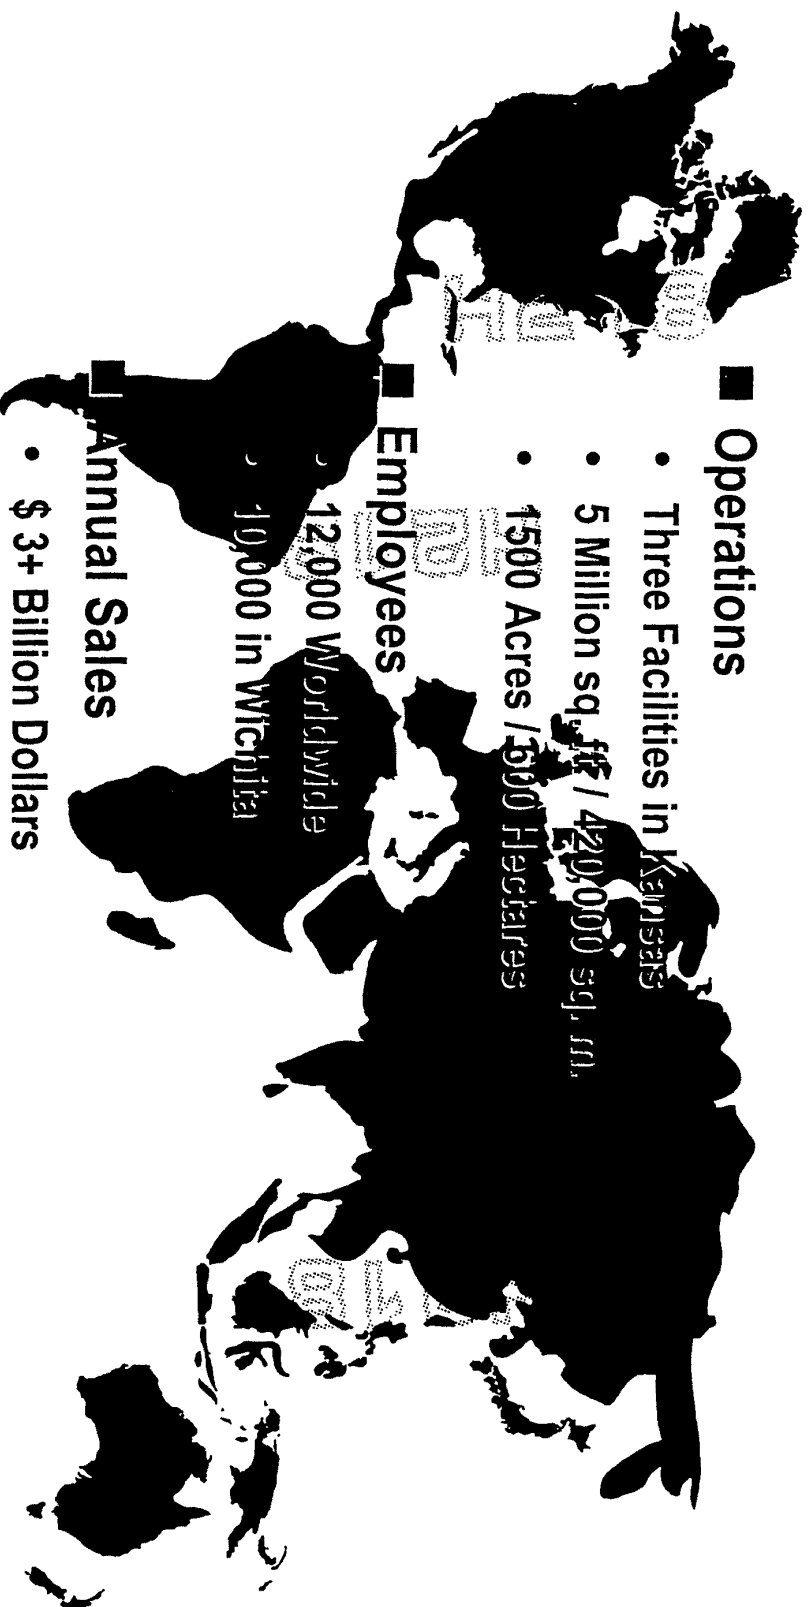 ■ Operations
• Three Facilities in Kansas
• 5 Million sq. ft. / 420,000 sq. m.
• 1500 Acres / 600 Hectares
■ Employees
• 12,000 Worldwide
• 10,000 in Wichita
■ Annual Sales
• $ 3+ Billion Dollars